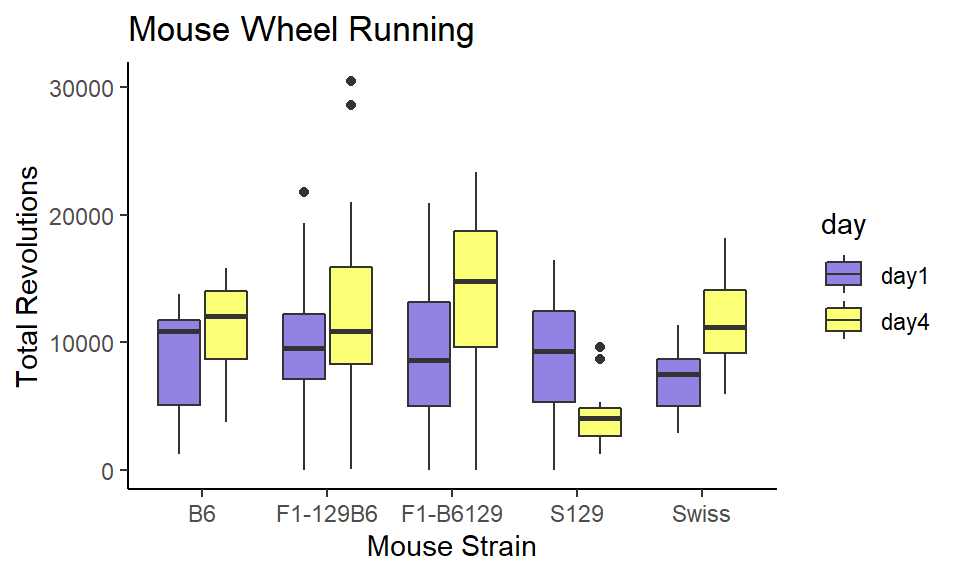 Mouse Wheel Running
Total Revolutions
30000
20000
10000
0
B6 F1-129B6 F1-B6129 S129 Swiss
Mouse Strain
day
day1
day4